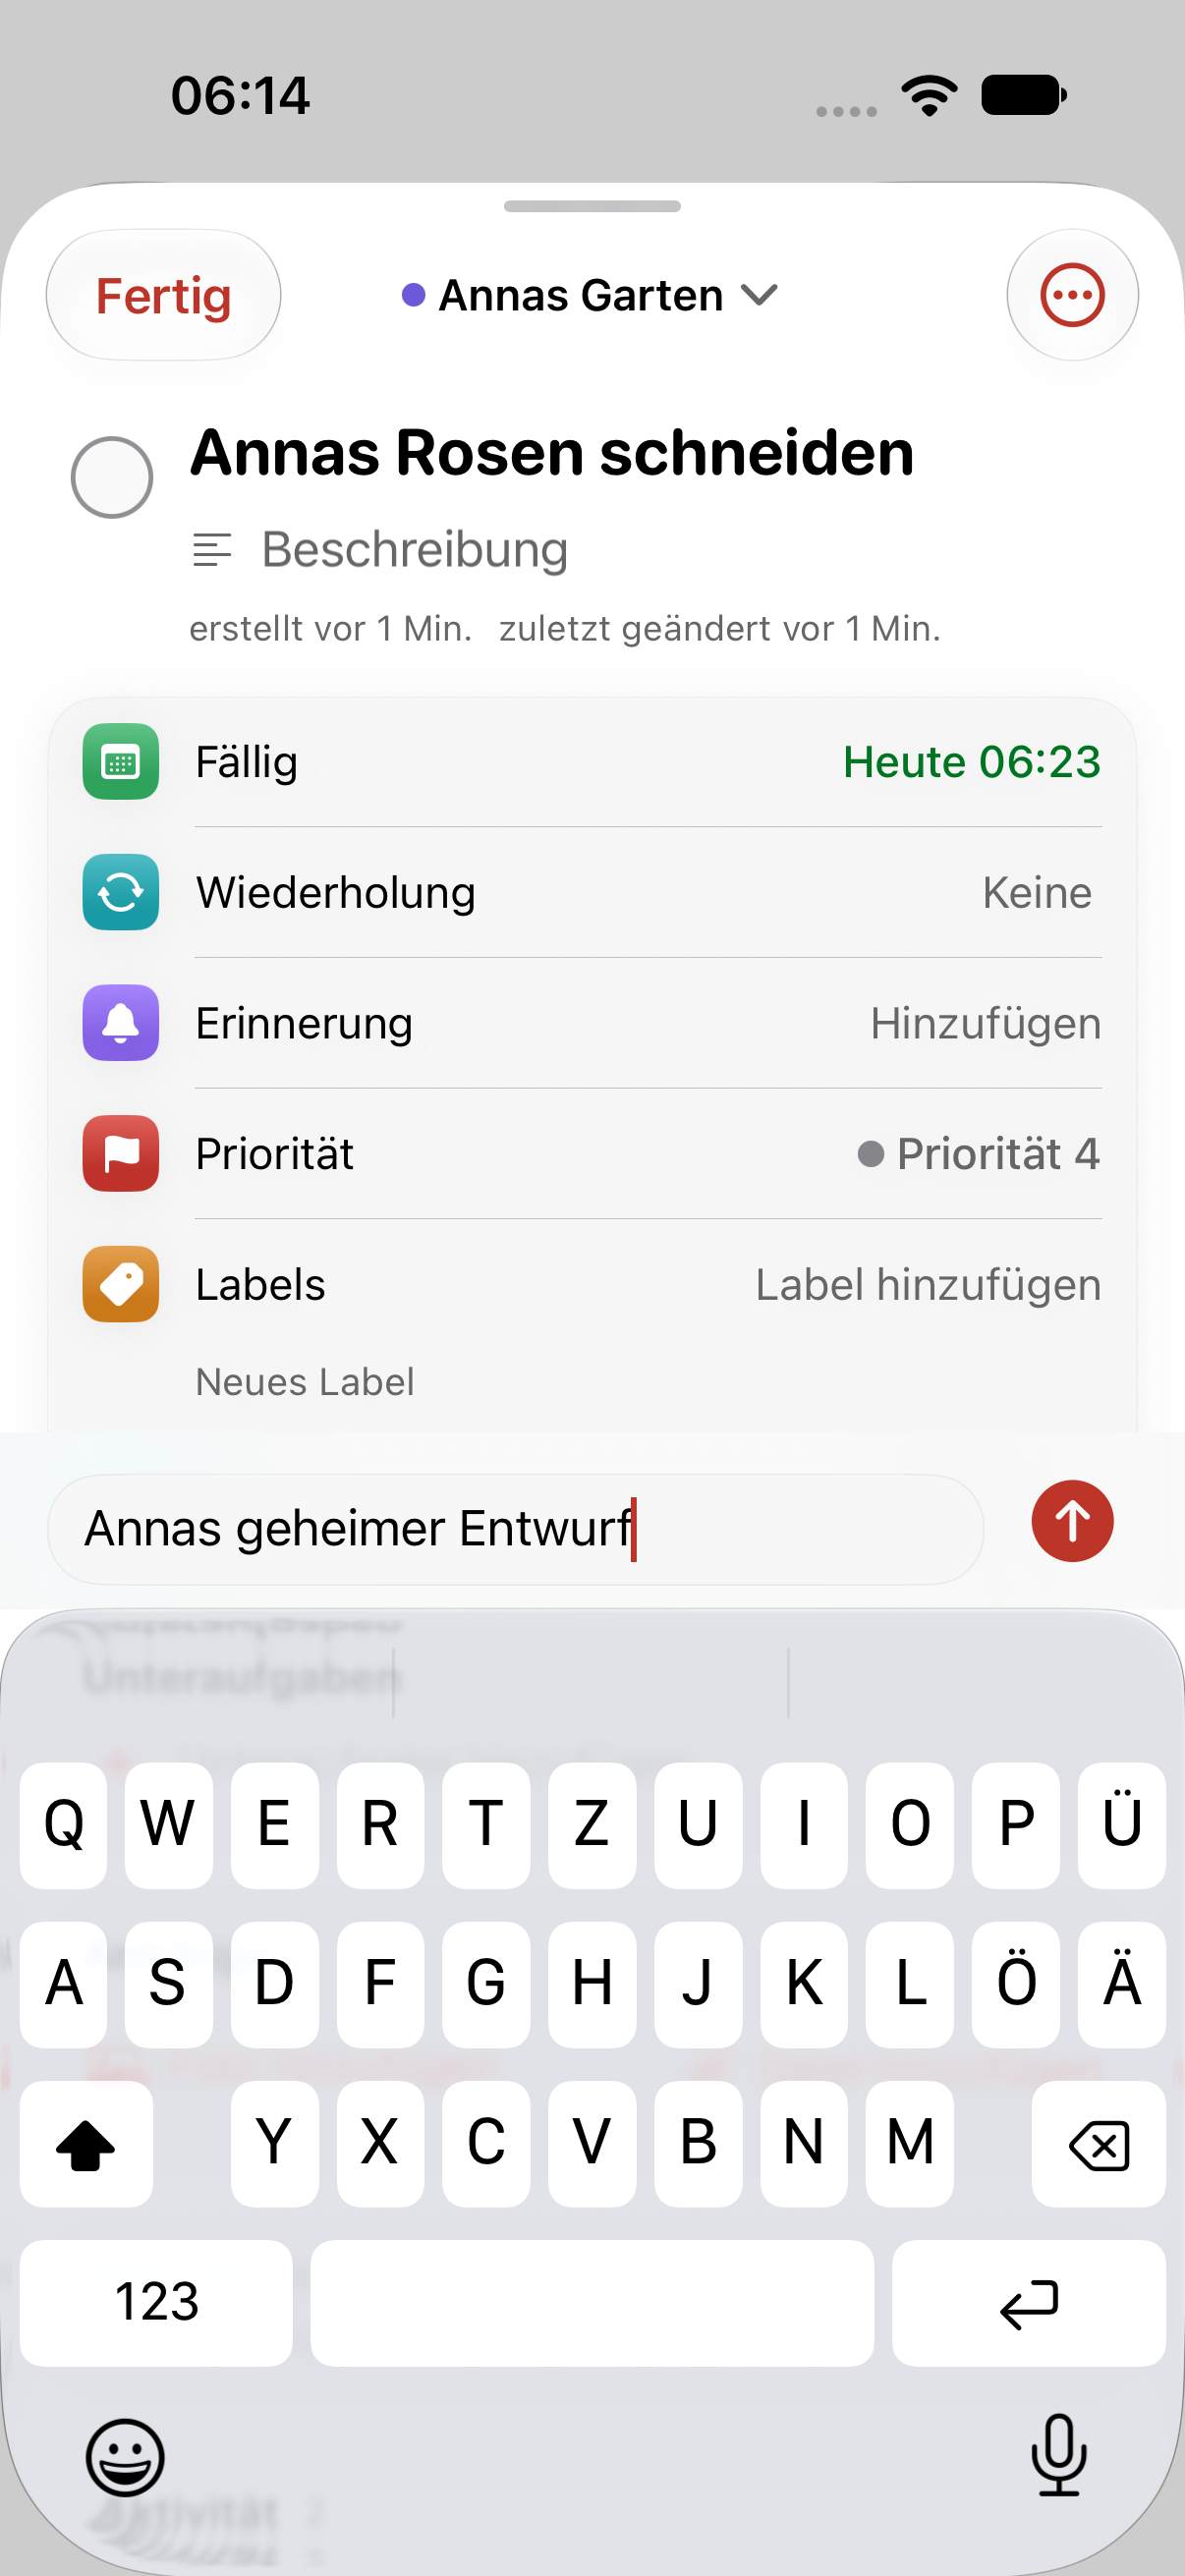 06:14
Fertig
Annas Garten
Annas Rosen schneiden
Beschreibung
erstellt vor 1 Min. zuletzt geändert vor 1 Min.
Fällig Heute 06:23
Wiederholung Keine
Erinnerung Hinzufügen
Priorität Priorität 4
Labels Label hinzufügen
Neues Label
Annas geheimer Entwurf
Unteraufgaben
Q W E R T Z U I O P Ü
A S D F G H J K L Ö Ä
Y X C V B N M
123
Aktivität